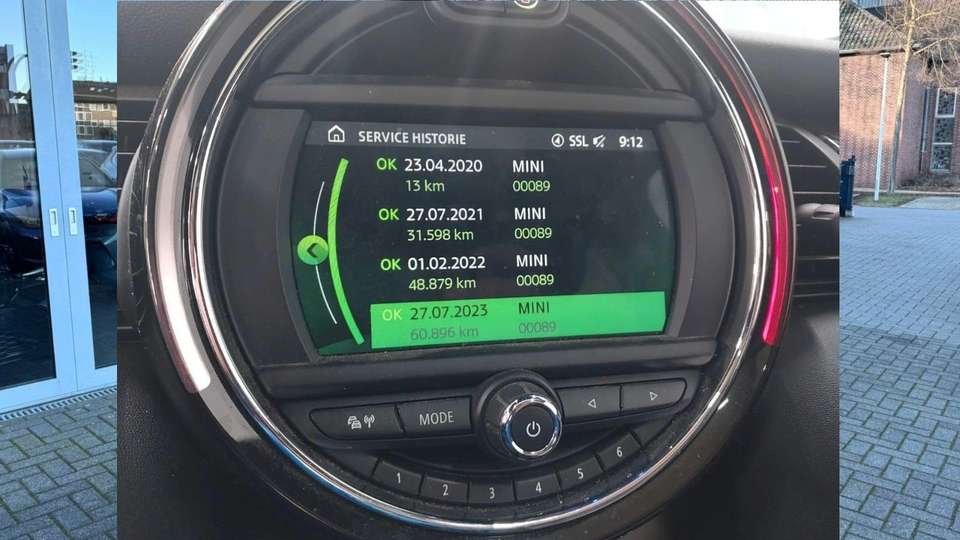 SERVICE HISTORIE SSL 9:12
OK 23.04.2020 MINI
13 km 00089
OK 27.07.2021 MINI
31.598 km 00089
OK 01.02.2022 MINI
48.879 km 00089
OK 27.07.2023 MINI
60.896 km 00089
MODE
1 2 3 4 5 6